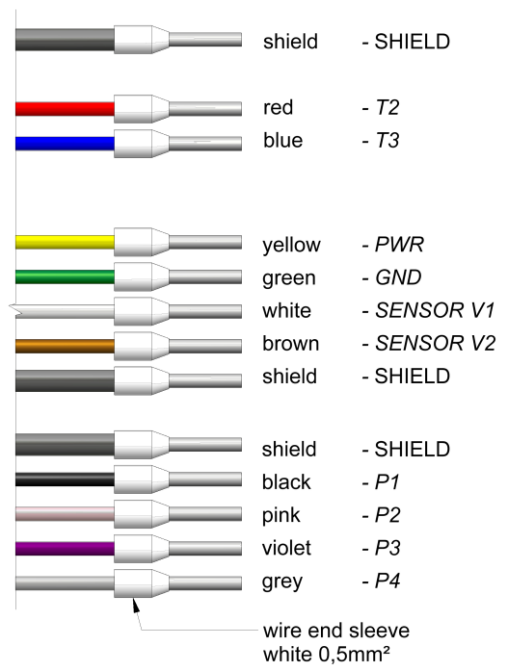 shield - SHIELD
red - T2
blue - T3
yellow - PWR
green - GND
white - SENSOR V1
brown - SENSOR V2
shield - SHIELD
shield - SHIELD
black - P1
pink - P2
violet - P3
grey - P4
wire end sleeve
white 0,5mm²